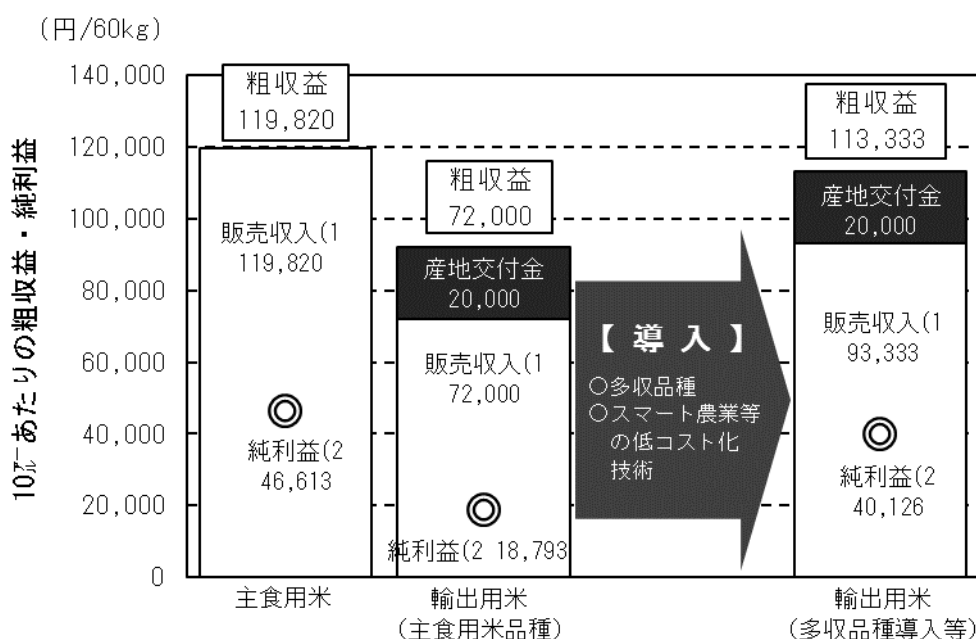 (円/60kg)
10㌃あたりの粗収益・純利益
140,000
120,000
100,000
80,000
60,000
40,000
20,000
0
粗収益
119,820
販売収入(1
119,820
純利益(2
46,613
主食用米
粗収益
72,000
産地交付金
20,000
販売収入(1
72,000
純利益(2 18,793
輸出用米
(主食用米品種)
【 導 入 】
○多収品種
○スマート農業等
の低コスト化
技術
粗収益
113,333
産地交付金
20,000
販売収入(1
93,333
純利益(2
40,126
輸出用米
(多収品種導入等)